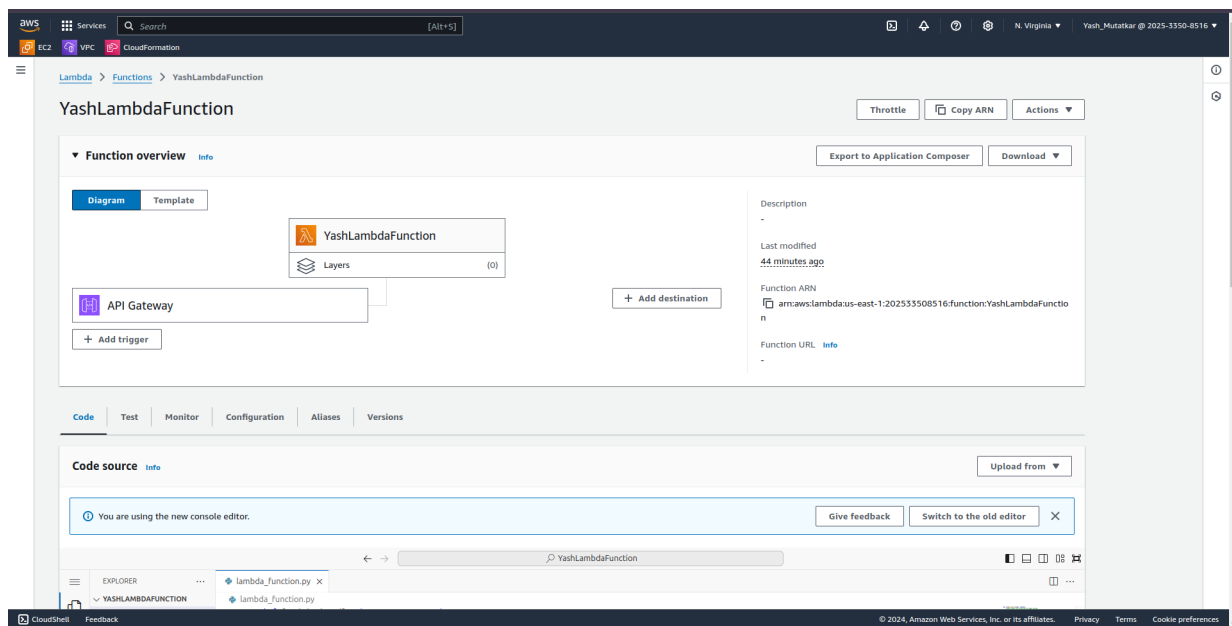 aws Services Search [Alt+S] N. Virginia ▼ Yash_Mutatkar @ 2025-3350-8516 ▼
EC2 VPC CloudFormation
Lambda > Functions > YashLambdaFunction
YashLambdaFunction
Throttle Copy ARN Actions ▼
▼ Function overview Info Export to Application Composer Download ▼
Diagram Template
YashLambdaFunction
Layers (0)
API Gateway
+ Add trigger
+ Add destination
Description
-
Last modified
44 minutes ago
Function ARN
arn:aws:lambda:us-east-1:202533508516:function:YashLambdaFunctio
n
Function URL Info
-
Code Test Monitor Configuration Aliases Versions
Code source Info Upload from ▼
You are using the new console editor. Give feedback Switch to the old editor
YashLambdaFunction
EXPLORER ... lambda_function.py ...
YASHLAMBDAFUNCTION lambda_function.py
CloudShell Feedback © 2024, Amazon Web Services, Inc. or its affiliates. Privacy Terms Cookie preferences